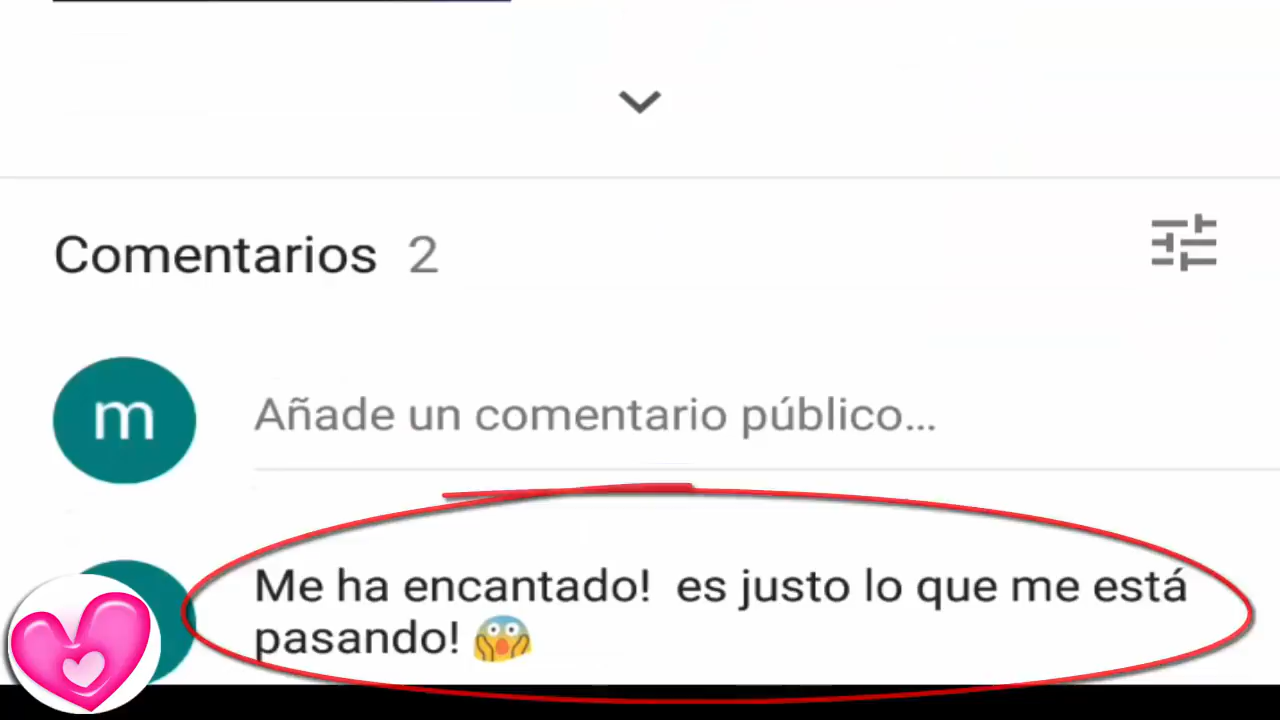 Comentarios 2
m
Añade un comentario público...
Me ha encantado!  es justo lo que me está
pasando! 😱